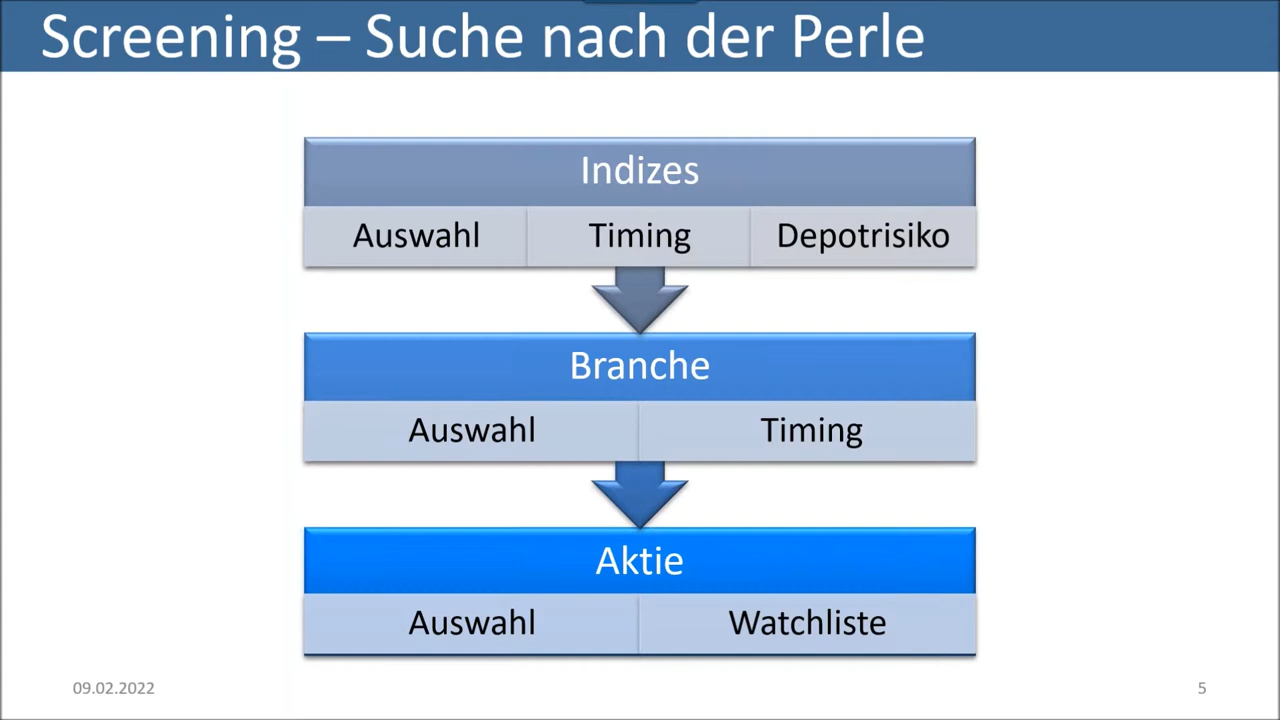 Screening – Suche nach der Perle
Indizes
Auswahl Timing Depotrisiko
Branche
Auswahl Timing
Aktie
Auswahl Watchliste
09.02.2022 5